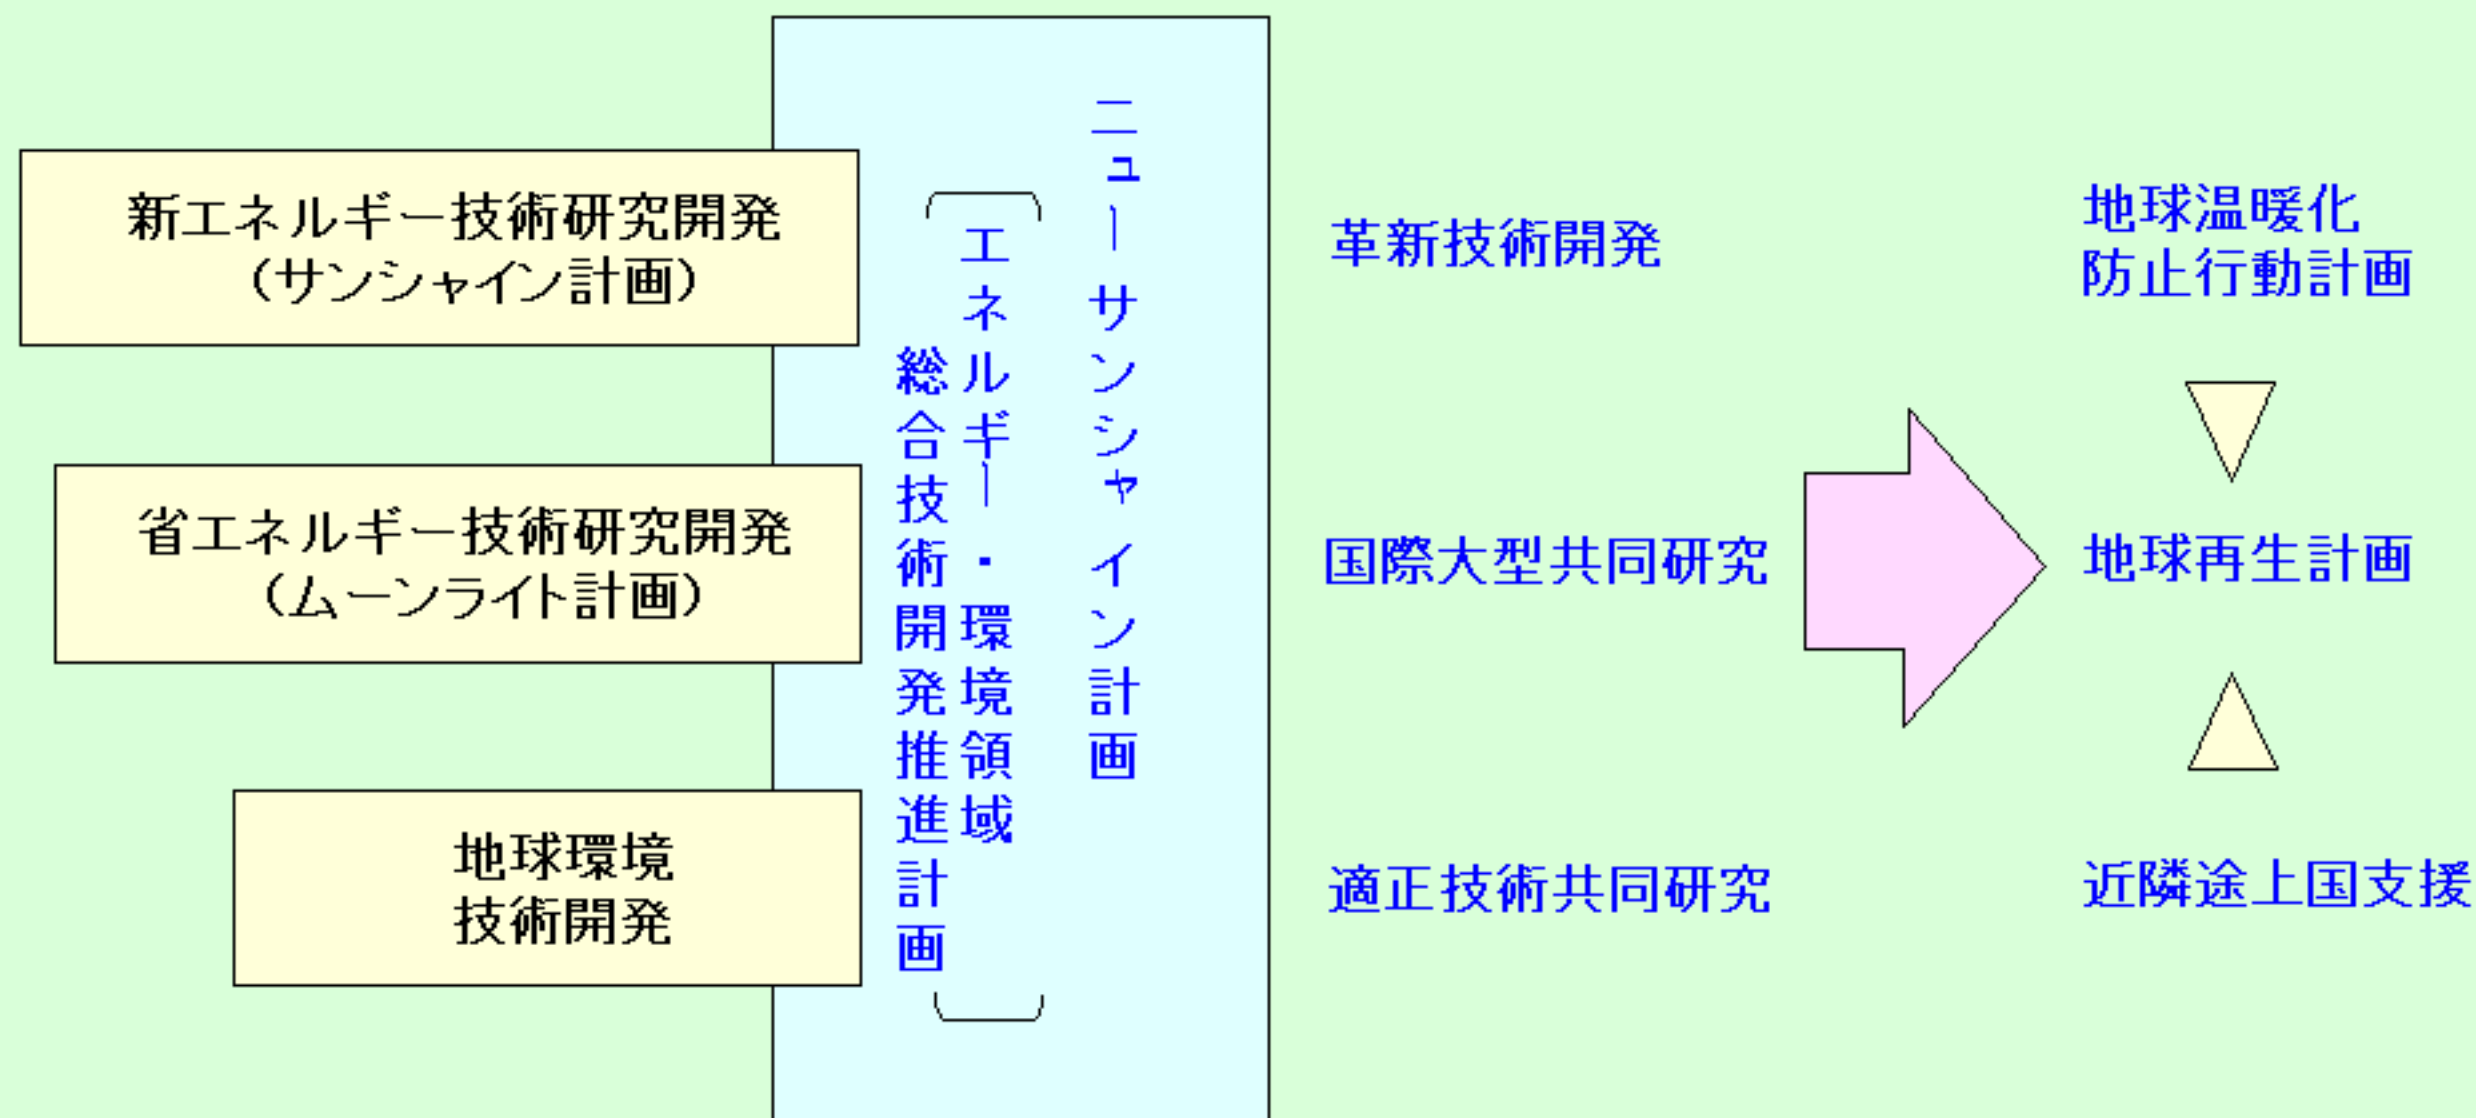 新エネルギー技術研究開発
（サンシャイン計画）
省エネルギー技術研究開発
（ムーンライト計画）
地球環境
技術開発
ニューサンシャイン計画
エネルギー・環境領域
総合技術開発推進計画
革新技術開発
国際大型共同研究
適正技術共同研究
地球温暖化
防止行動計画
地球再生計画
近隣途上国支援